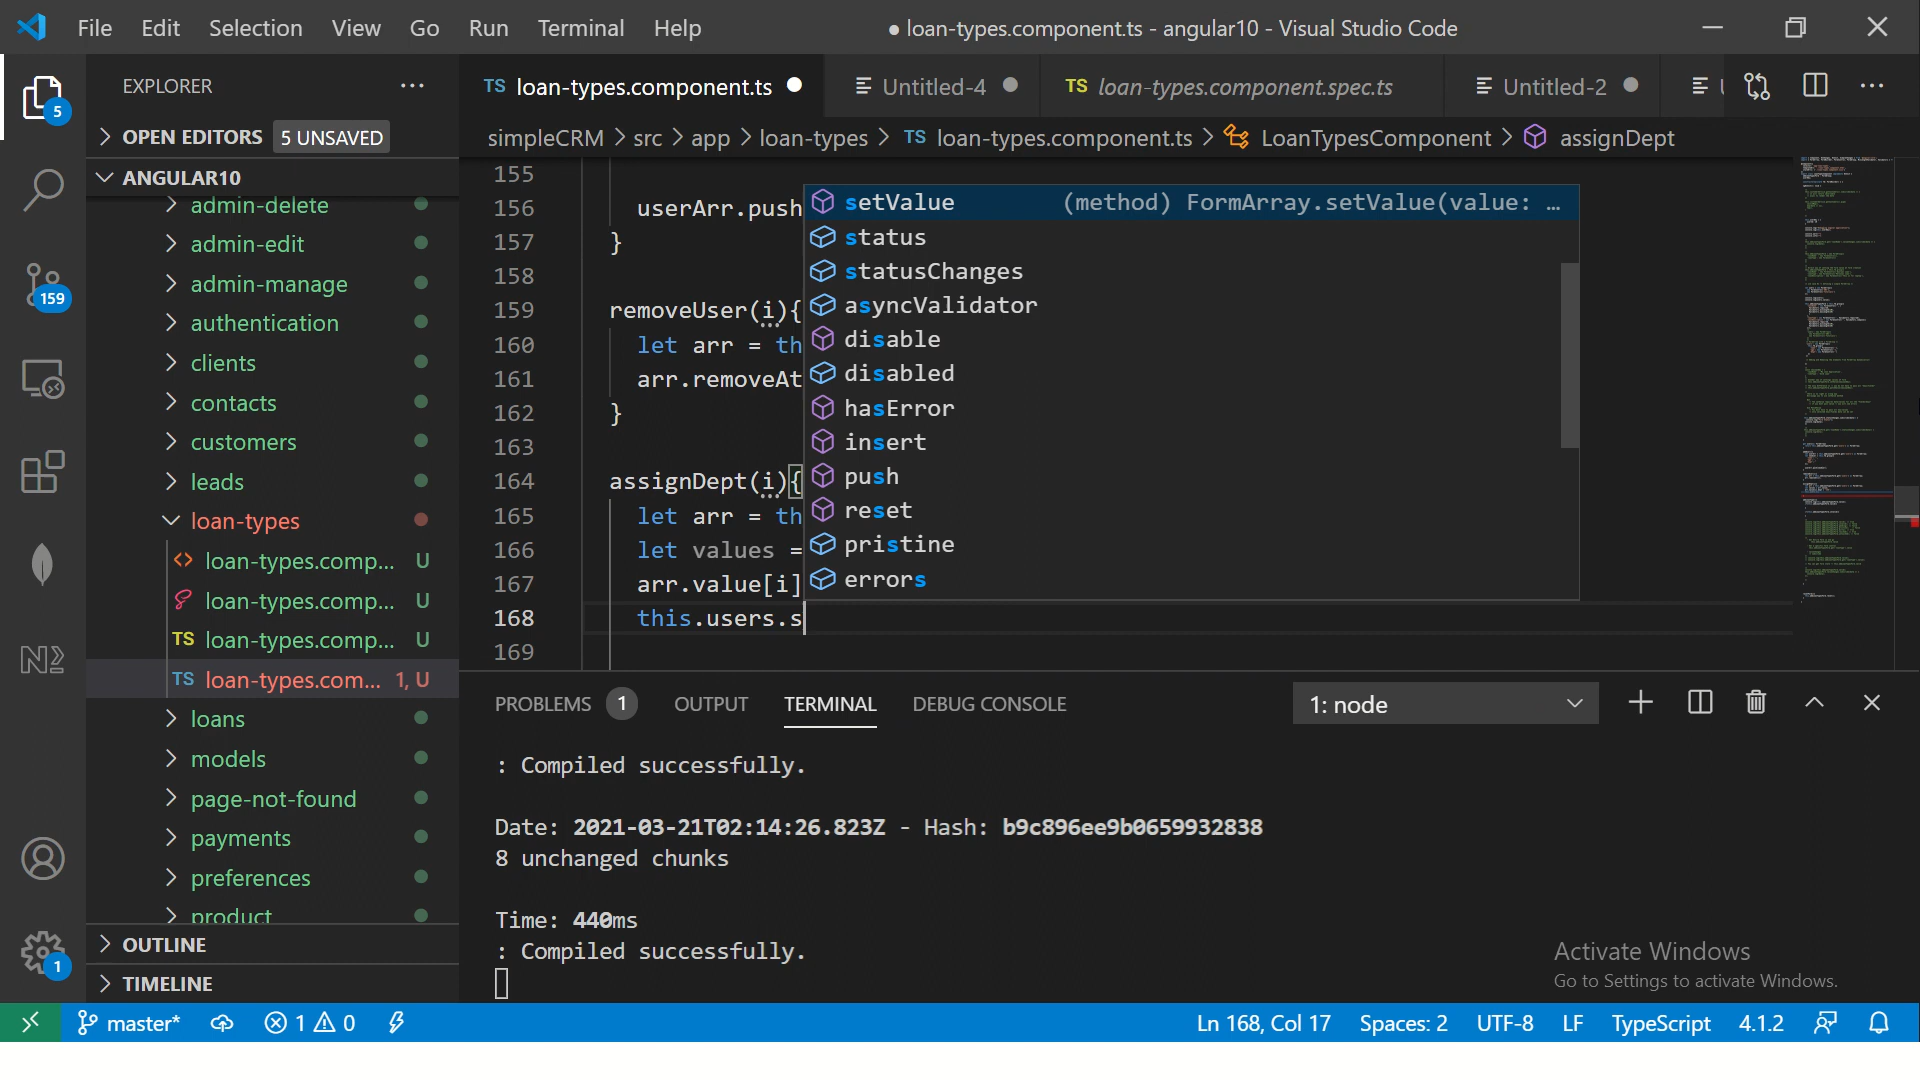 File Edit Selection View Go Run Terminal Help
● loan-types.component.ts - angular10 - Visual Studio Code
EXPLORER
TS loan-types.component.ts
Untitled-4
TS loan-types.component.spec.ts
Untitled-2
OPEN EDITORS 5 UNSAVED
simpleCRM > src > app > loan-types > TS loan-types.component.ts > LoanTypesComponent > assignDept
ANGULAR10
admin-delete
admin-edit
admin-manage
authentication
clients
contacts
customers
leads
loan-types
loan-types.comp... U
loan-types.comp... U
TS loan-types.comp... U
TS loan-types.com... 1, U
loans
models
page-not-found
payments
preferences
product
OUTLINE
TIMELINE
5
159
1
155
156 userArr.push
157 }
158
159 removeUser(i){
160 let arr = th
161 arr.removeAt
162 }
163
164 assignDept(i){
165 let arr = th
166 let values =
167 arr.value[i]
168 this.users.s
169
setValue (method) FormArray.setValue(value: …
status
statusChanges
asyncValidator
disable
disabled
hasError
insert
push
reset
pristine
errors
PROBLEMS 1 OUTPUT TERMINAL DEBUG CONSOLE
1: node
: Compiled successfully.
Date: 2021-03-21T02:14:26.823Z - Hash: b9c896ee9b0659932838
8 unchanged chunks
Time: 440ms
: Compiled successfully.
Activate Windows
Go to Settings to activate Windows.
master* 1 0
Ln 168, Col 17 Spaces: 2 UTF-8 LF TypeScript 4.1.2